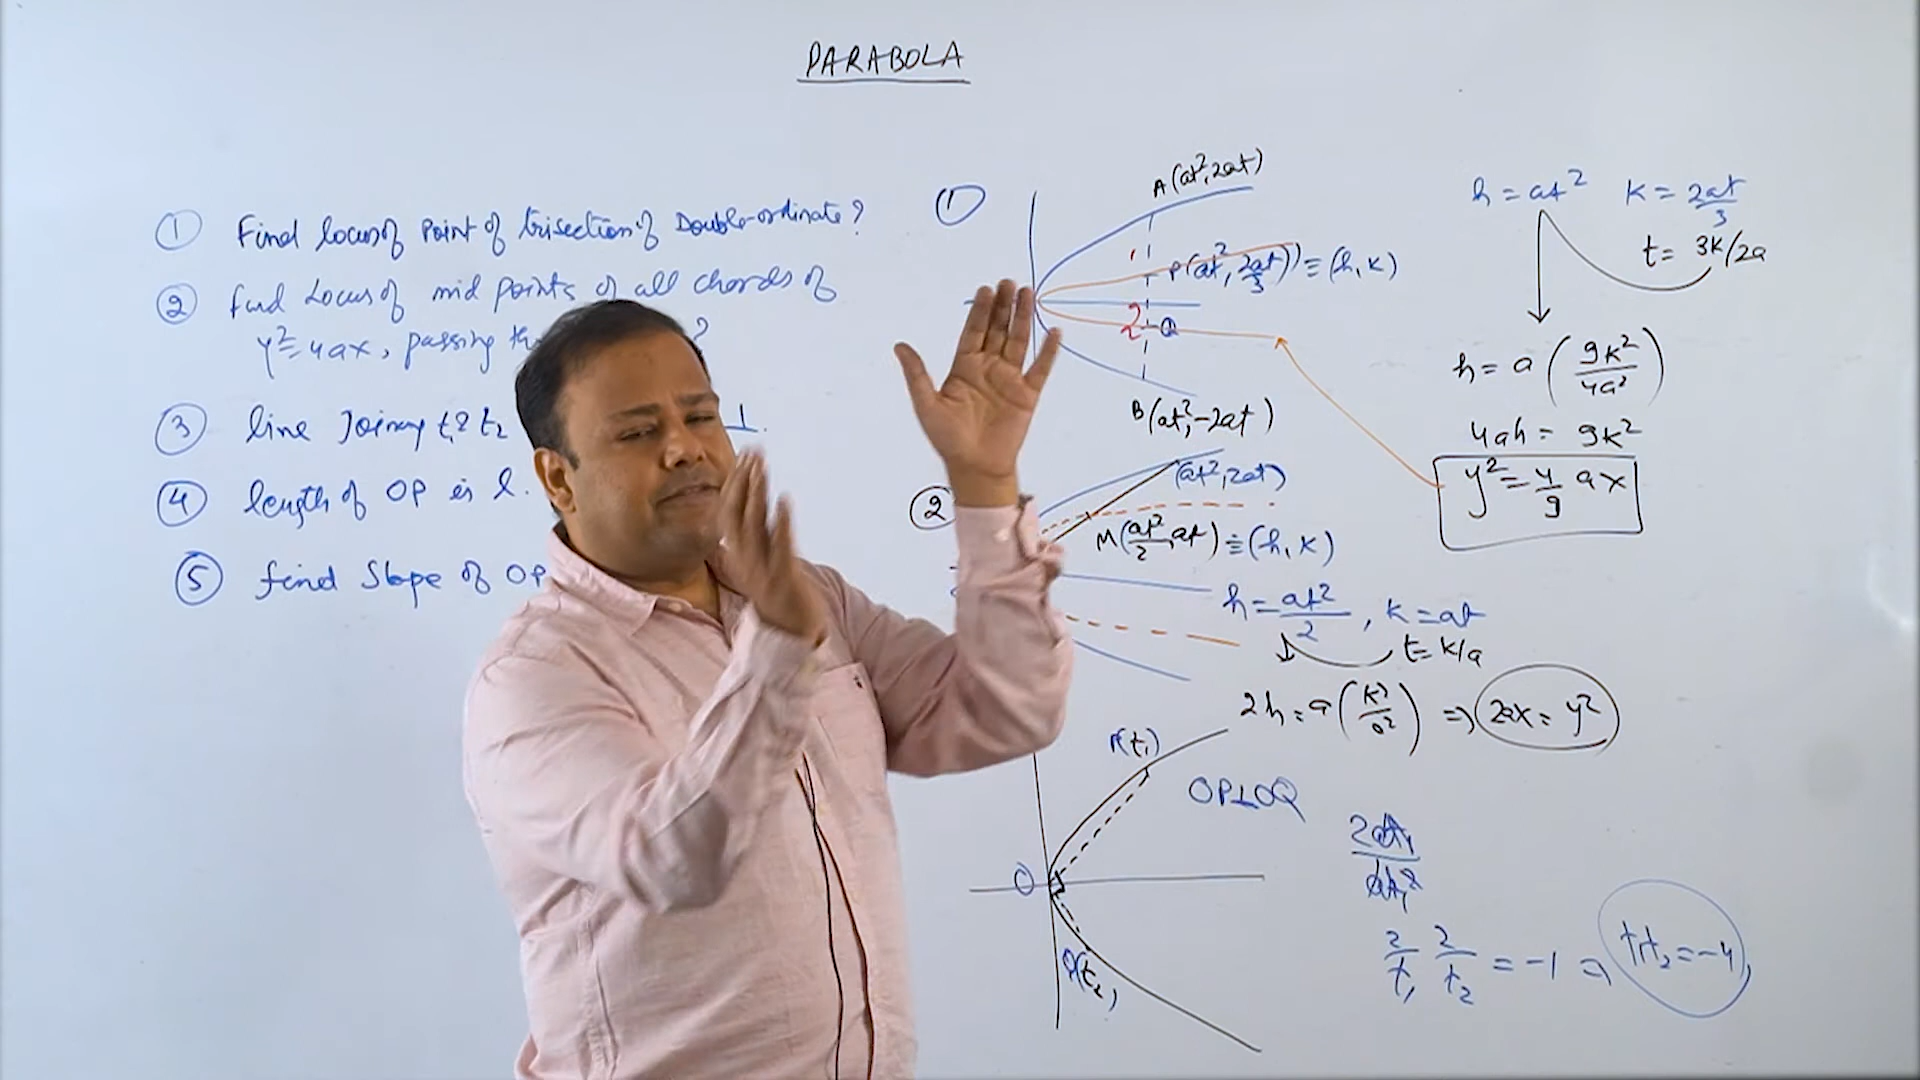 PARABOLA
① Find locus of Point of trisection of Double-ordinate?
② Find Locus of mid points of all chords of
y² = 4ax, passing ?
③ line Joining t₁ & t₂ ⊥.
④ length of OP is l.
⑤ find Slope of OP
①
A(at², 2at)
1
P(at², 2at/3) ≡ (h, k)
2
Q
B(at², -2at)
h = at² k = 2at/3
t = 3k/2a
h = a (9k²/4a²)
4ah = 9k²
y² = 4/9 ax
②
(at², 2at)
M(at²/2, at) ≡ (h, k)
h = at²/2, k = at
t = k/a
2h = a (k²/a²) ⇒ 2ax = y²
P(t₁)
OP⊥OQ
O
Q(t₂)
2at₁/at₁²
2/t₁ 2/t₂ = -1 ⇒ t₁t₂ = -4